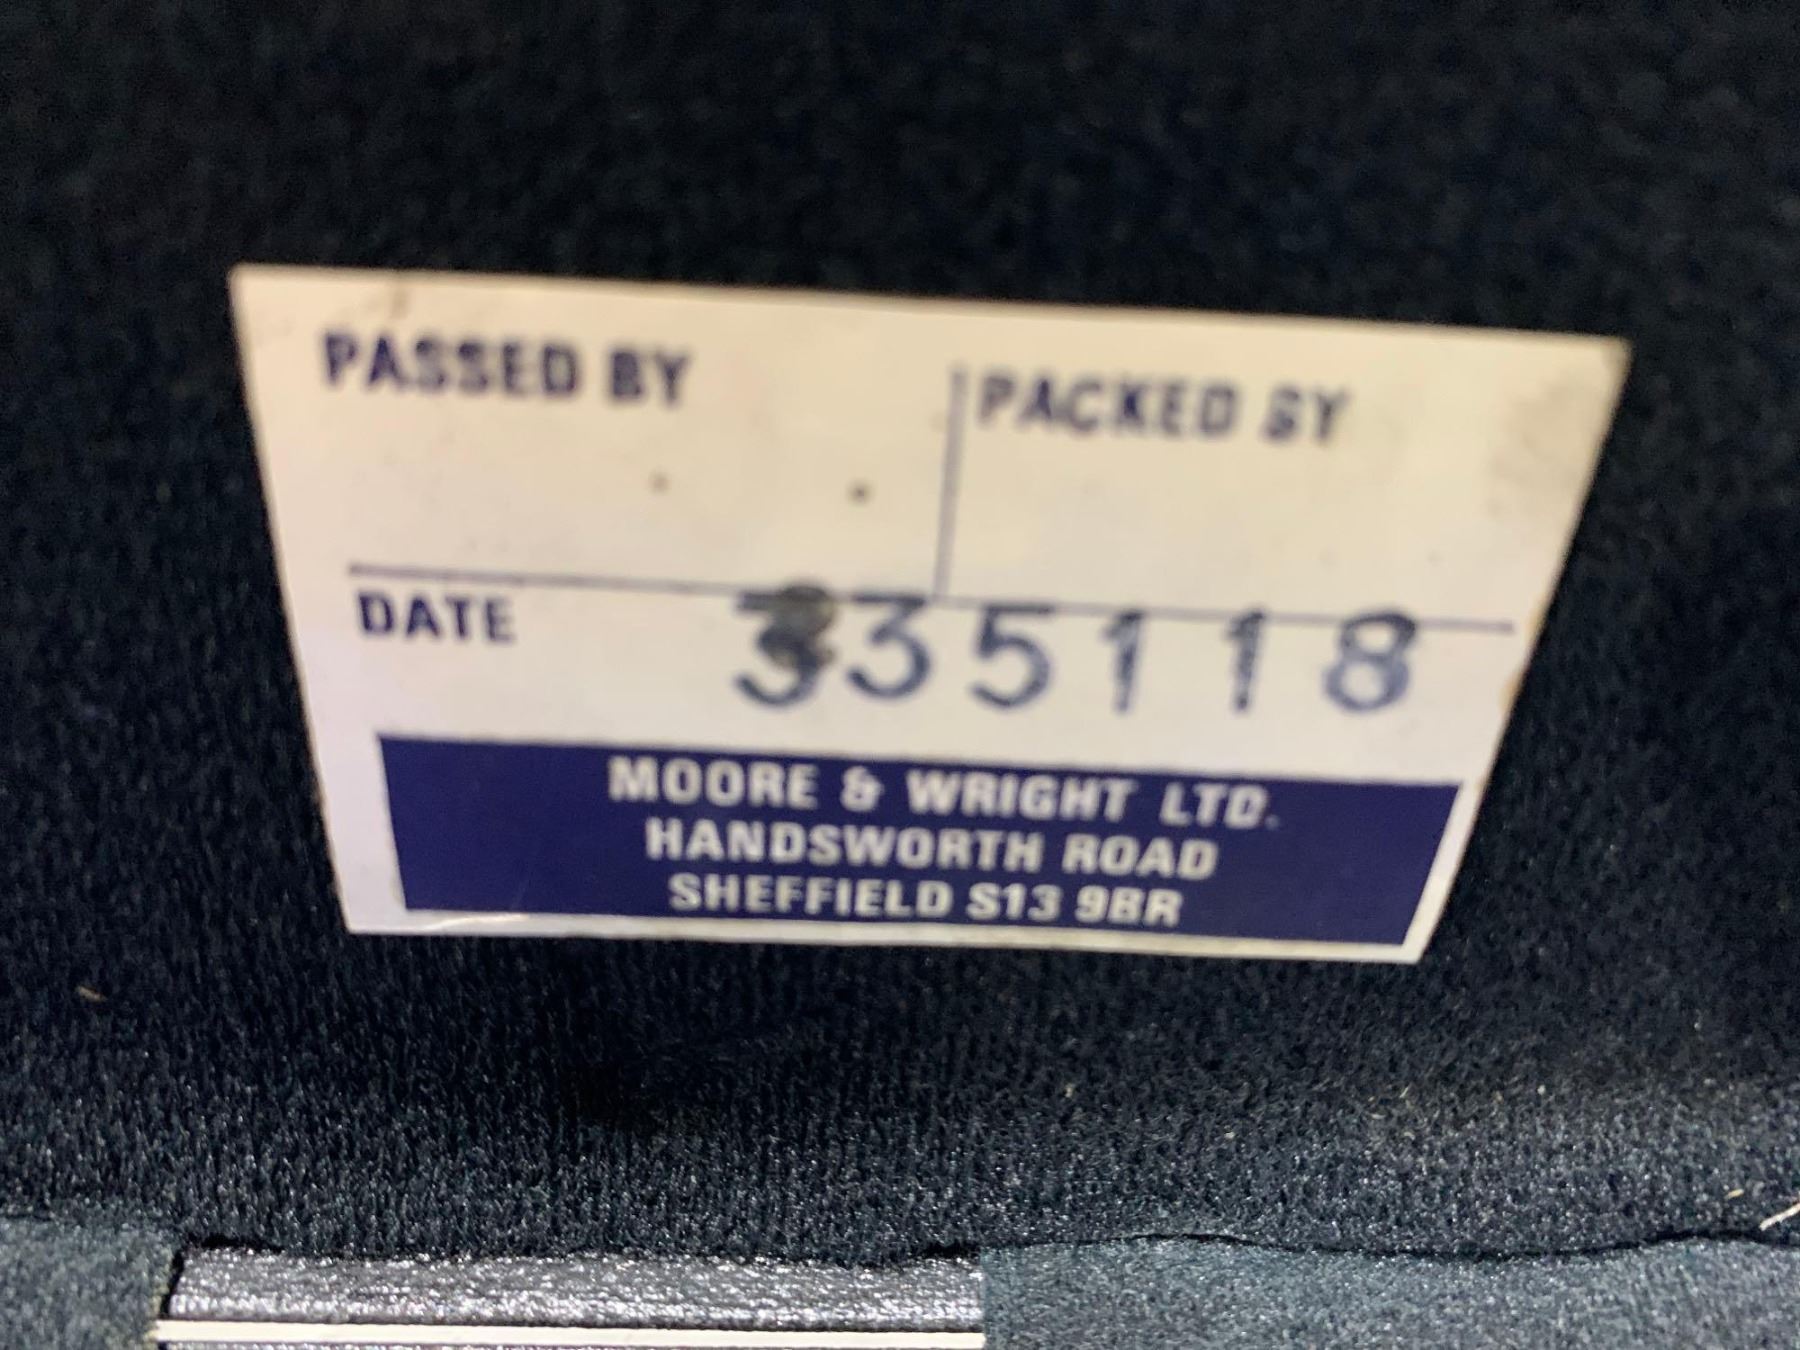 PASSED BY PACKED BY
DATE 335118
MOORE & WRIGHT LTD.
HANDSWORTH ROAD
SHEFFIELD S13 9BR